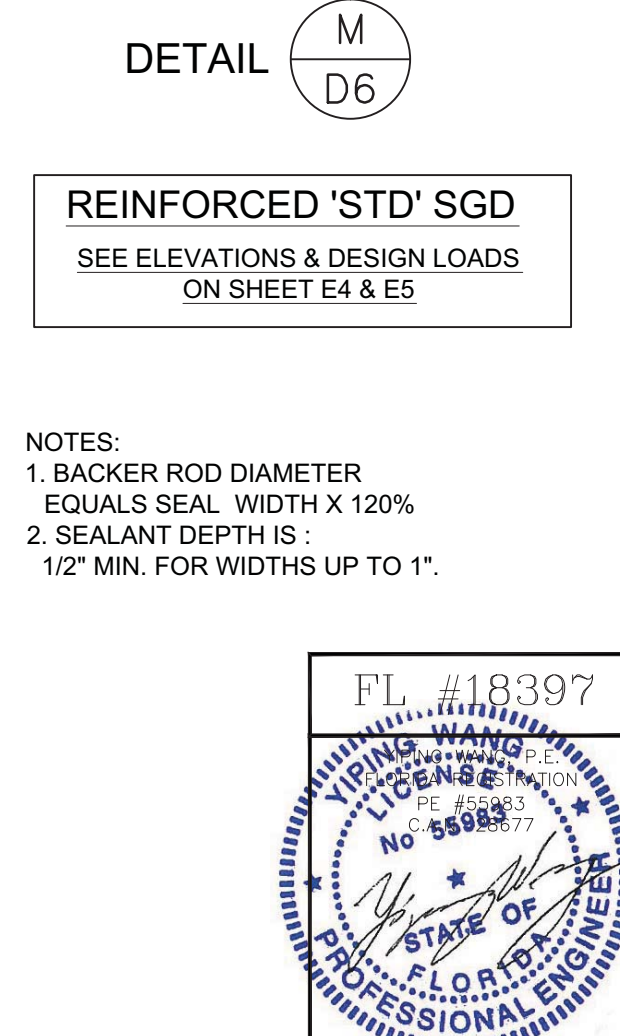 DETAIL M
D6
REINFORCED 'STD' SGD
SEE ELEVATIONS & DESIGN LOADS
ON SHEET E4 & E5
NOTES:
1. BACKER ROD DIAMETER
EQUALS SEAL WIDTH X 120%
2. SEALANT DEPTH IS :
1/2" MIN. FOR WIDTHS UP TO 1".
FL #18397
YIPING WANG
YIPING WANG, P.E.
LICENSE
FLORIDA REGISTRATION
PE #55983
C.A.N. 28677
No 55983
STATE OF
FLORIDA
PROFESSIONAL ENGINEER